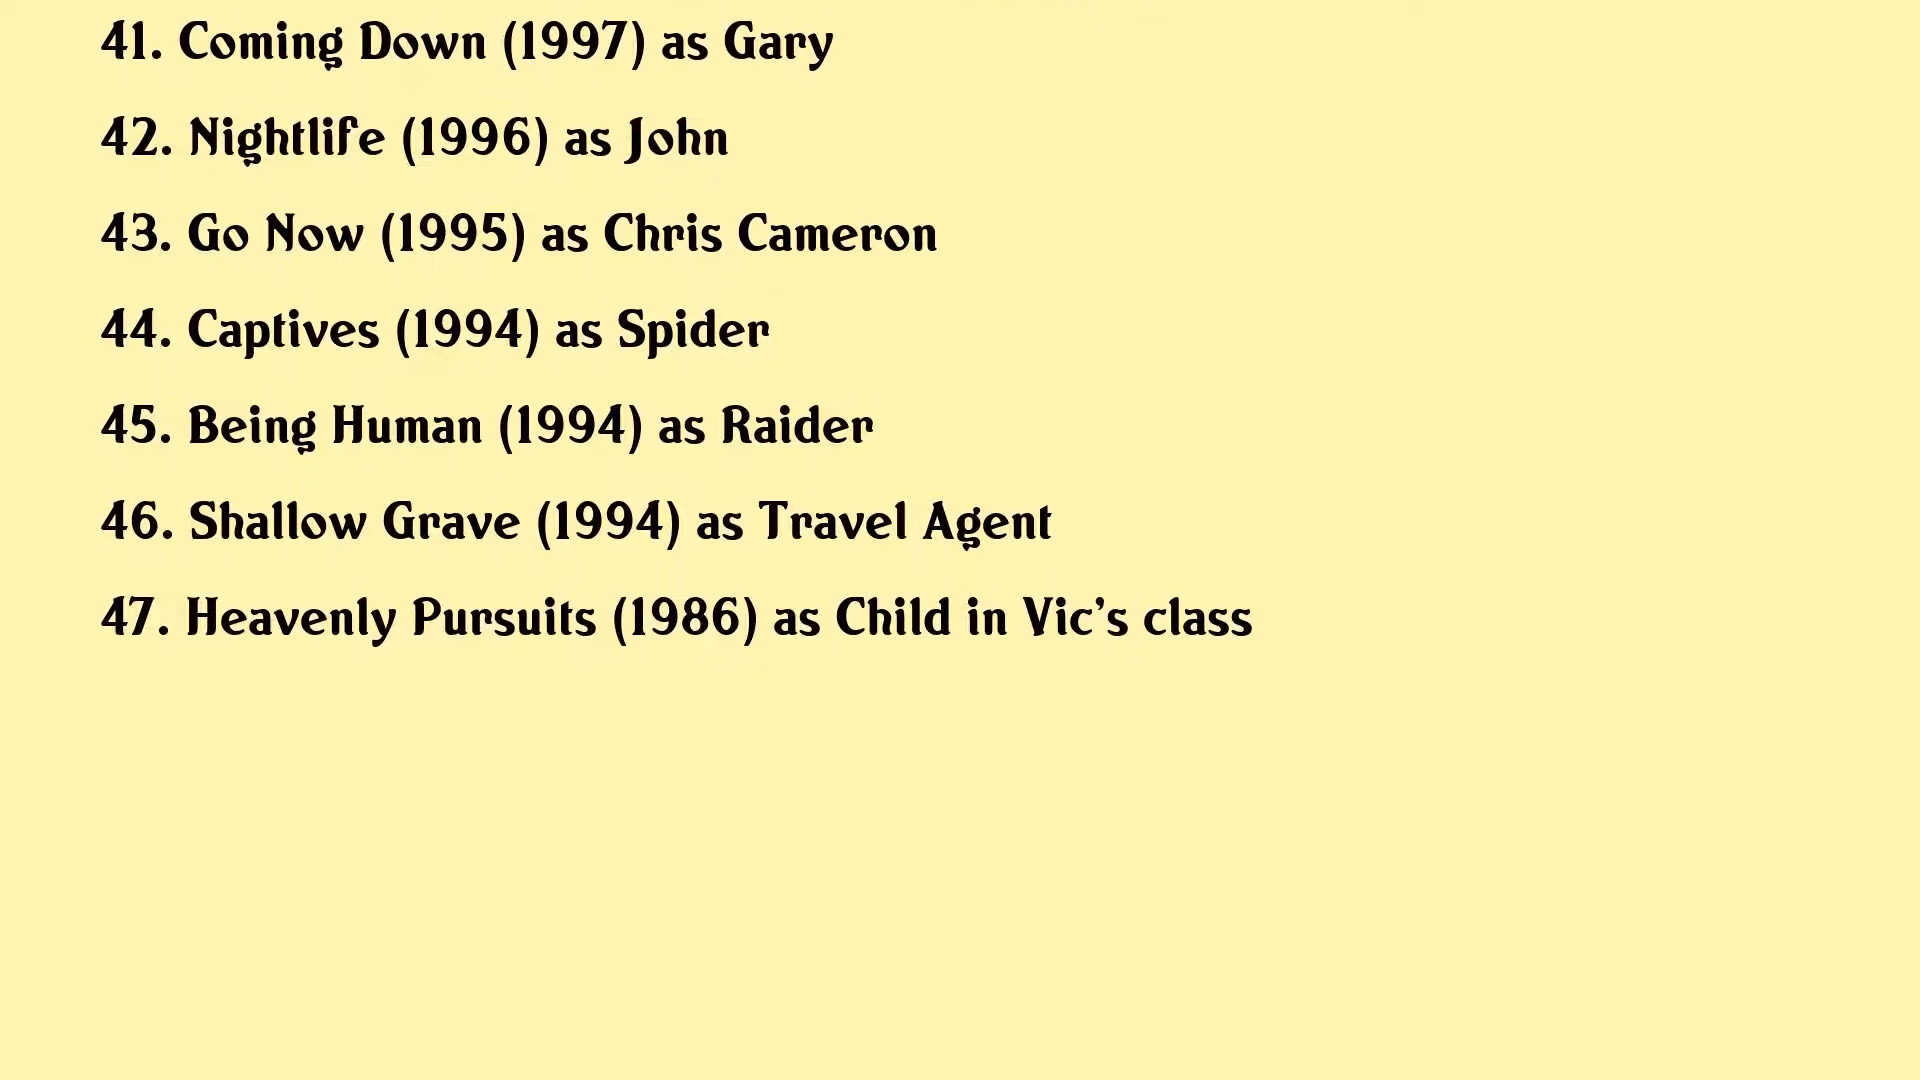 41. Coming Down (1997) as Gary
42. Nightlife (1996) as John
43. Go Now (1995) as Chris Cameron
44. Captives (1994) as Spider
45. Being Human (1994) as Raider
46. Shallow Grave (1994) as Travel Agent
47. Heavenly Pursuits (1986) as Child in Vic’s class